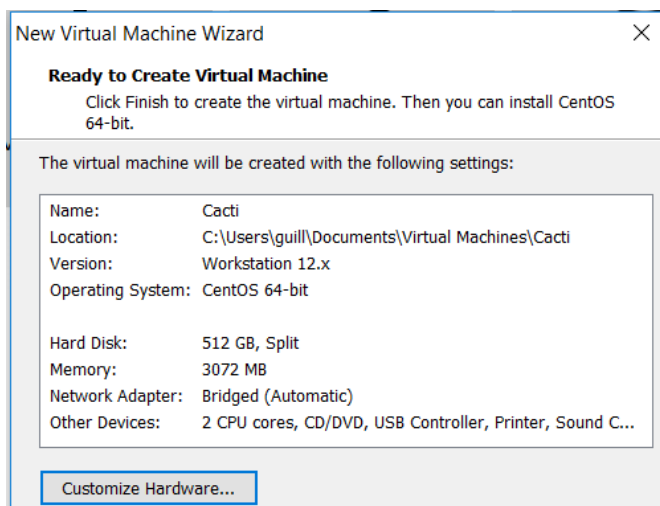 New Virtual Machine Wizard
Ready to Create Virtual Machine
Click Finish to create the virtual machine. Then you can install CentOS
64-bit.
The virtual machine will be created with the following settings:
Name: Cacti
Location: C:\Users\guill\Documents\Virtual Machines\Cacti
Version: Workstation 12.x
Operating System: CentOS 64-bit
Hard Disk: 512 GB, Split
Memory: 3072 MB
Network Adapter: Bridged (Automatic)
Other Devices: 2 CPU cores, CD/DVD, USB Controller, Printer, Sound C...
Customize Hardware...